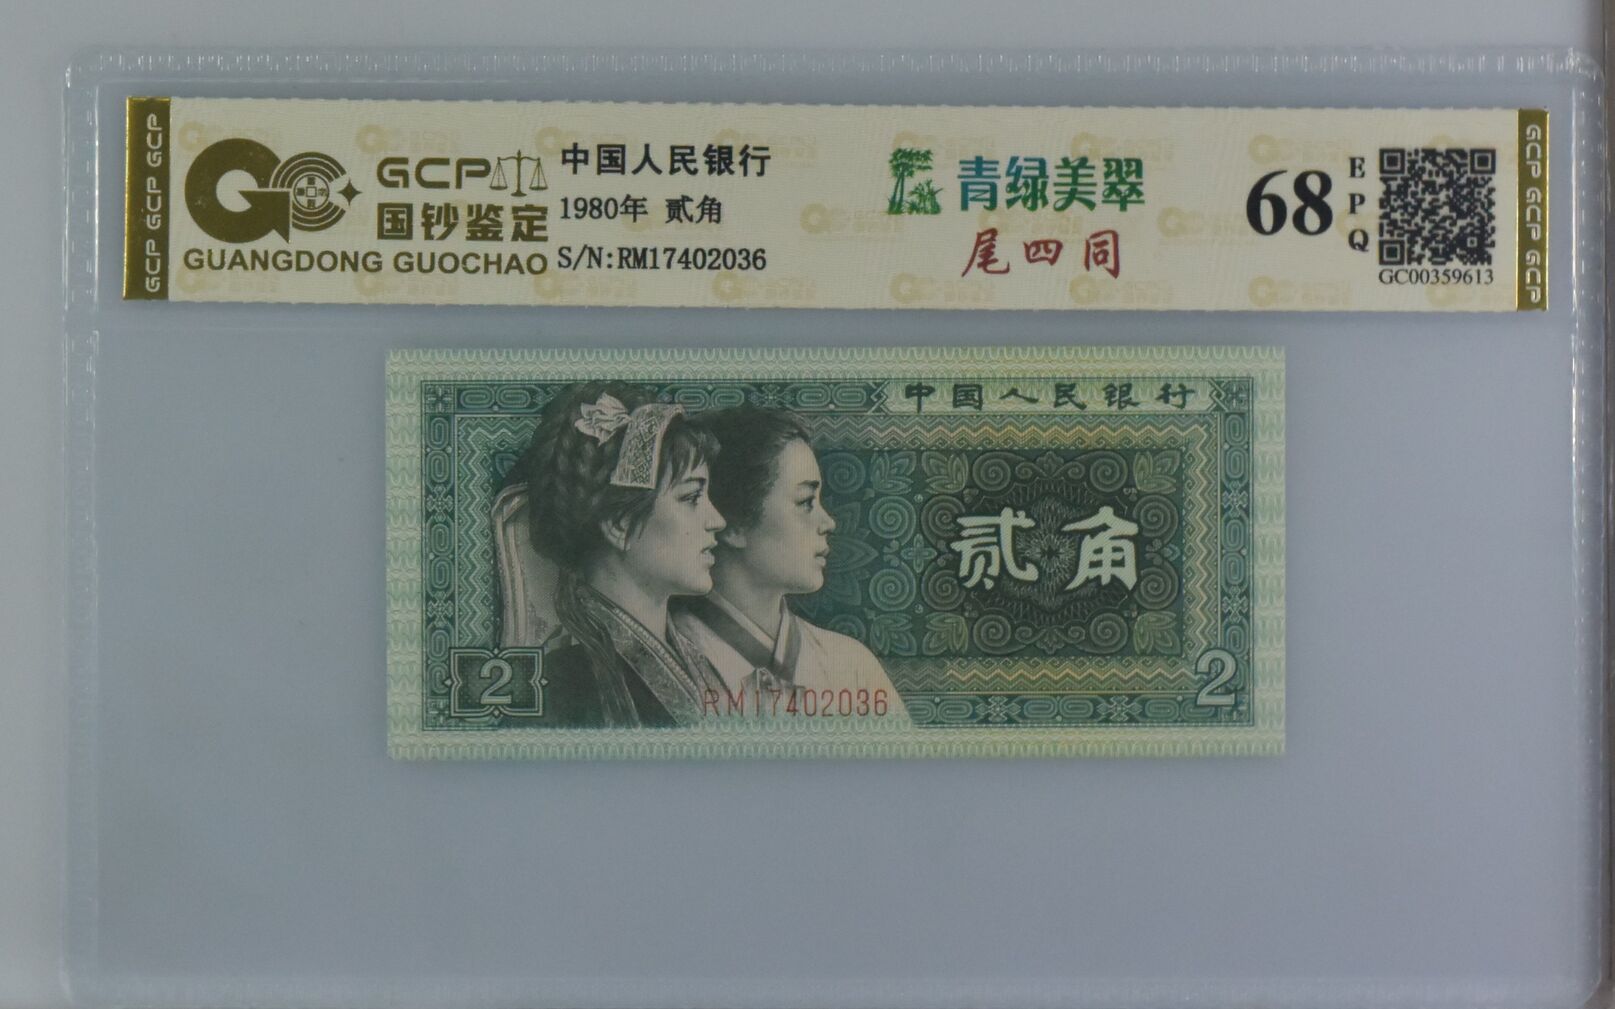 GCP GCP GCP
GCP
国钞鉴定
GUANGDONG GUOCHAO
中国人民银行
1980年 贰角
S/N:RM17402036
青绿美翠
尾四同
68
EPQ
GC00359613
GCP GCP GCP
中国人民银行
贰角
2
RM17402036
2